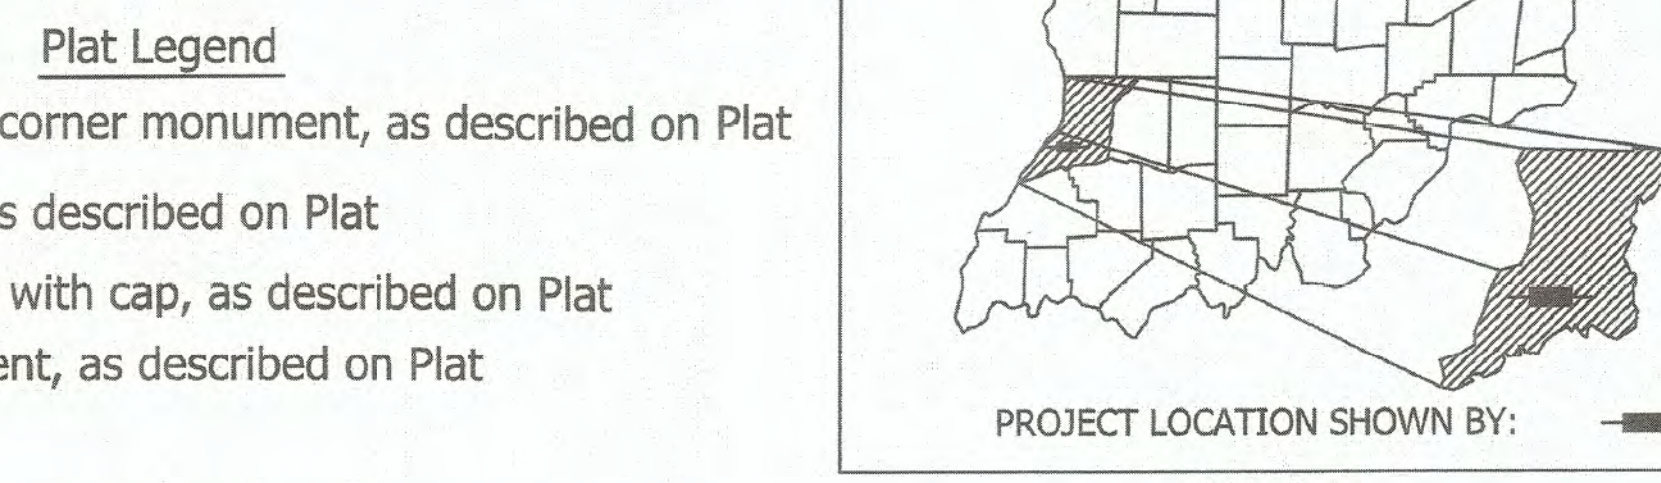 Plat Legend
corner monument, as described on Plat
s described on Plat
with cap, as described on Plat
ent, as described on Plat
PROJECT LOCATION SHOWN BY: